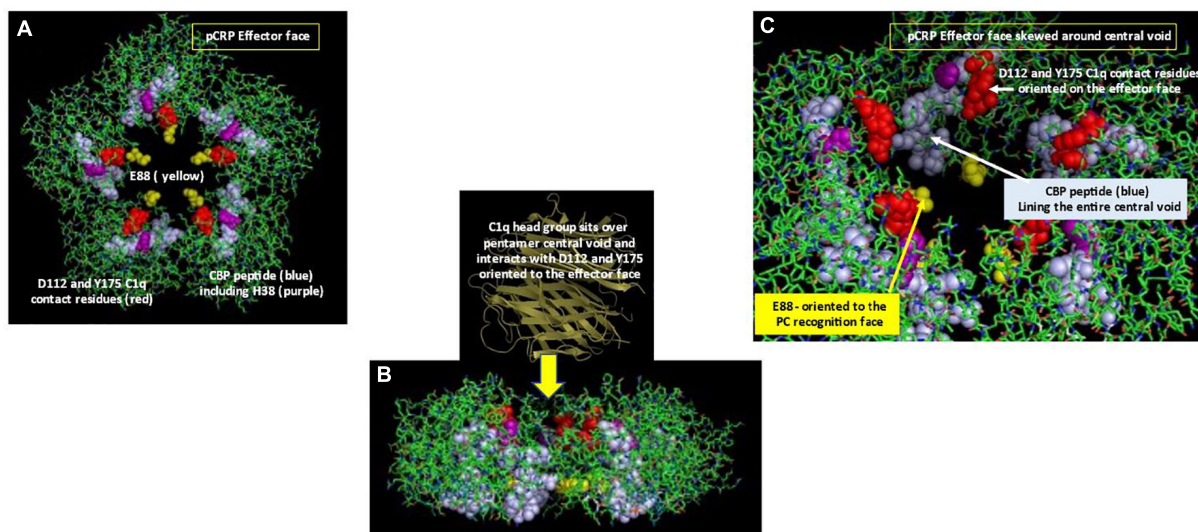 A
pCRP Effector face
E88 ( yellow)
D112 and Y175 C1q
contact residues (red)
CBP peptide (blue)
including H38 (purple)
C1q head group sits over
pentamer central void and
interacts with D112 and Y175
oriented to the effector face
B
C
pCRP Effector face skewed around central void
D112 and Y175 C1q contact residues
oriented on the effector face
CBP peptide (blue)
Lining the entire central void
E88 - oriented to the
PC recognition face